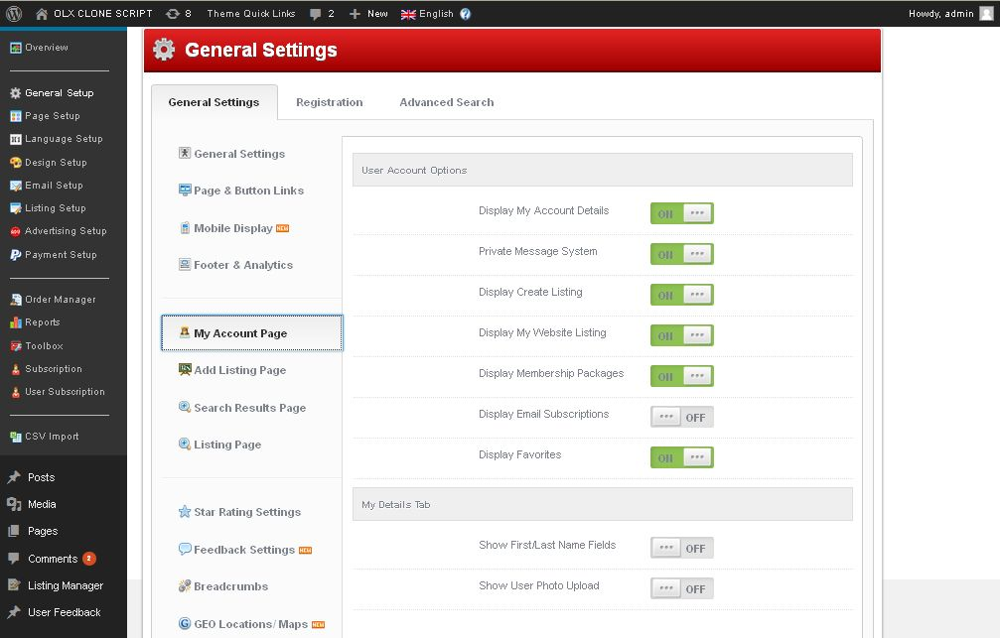 OLX CLONE SCRIPT 8 Theme Quick Links 2 New English Howdy, admin
Overview
General Setup
Page Setup
Language Setup
Design Setup
Email Setup
Listing Setup
Advertising Setup
Payment Setup
Order Manager
Reports
Toolbox
Subscription
User Subscription
CSV Import
Posts
Media
Pages
Comments 2
Listing Manager
User Feedback
General Settings
General Settings Registration Advanced Search
General Settings
Page & Button Links
Mobile Display NEW
Footer & Analytics
My Account Page
Add Listing Page
Search Results Page
Listing Page
Star Rating Settings
Feedback Settings NEW
Breadcrumbs
GEO Locations/Maps NEW
User Account Options
Display My Account Details ON
Private Message System ON
Display Create Listing ON
Display My Website Listing ON
Display Membership Packages ON
Display Email Subscriptions OFF
Display Favorites ON
My Details Tab
Show First/Last Name Fields OFF
Show User Photo Upload OFF